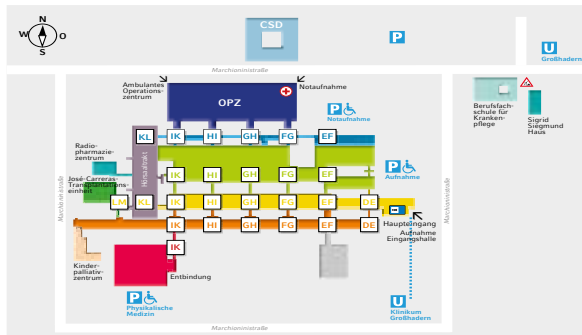 N
W O
S
CSD
P
U
Großhadern
Marchioninistraße
Ambulantes
Operations-
zentrum
Notaufnahme
OPZ
P
Notaufnahme
Berufsfach-
schule für
Kranken-
pflege
Sigrid
Siegmund
Haus
KL IK HI GH FG EF
Radio-
pharmazie-
zentrum
Hörsaaltrakt
P
Aufnahme
IK HI GH FG EF
José-Carreras-
Transplantations-
einheit
Marchioninistraße
Marchioninistraße
LM KL IK HI GH FG EF DE
Haupteingang
Aufnahme
Eingangshalle
IK HI GH FG EF DE
IK
Kinder-
palliativ-
zentrum
Entbindung
P
Physikalische
Medizin
U
Klinikum
Großhadern
Marchioninistraße